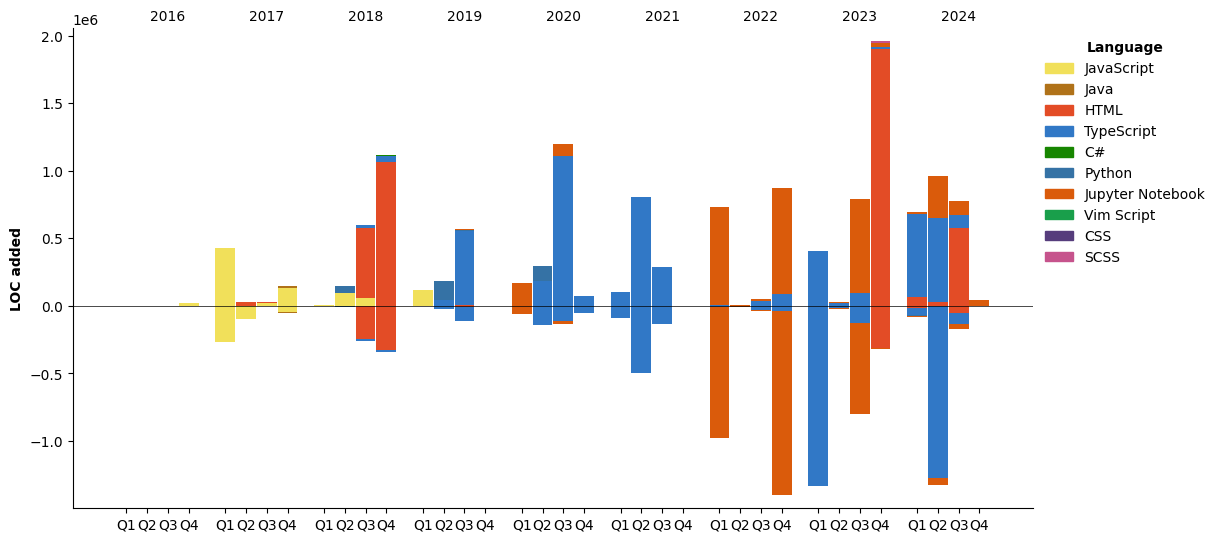 1e6
2016 2017 2018 2019 2020 2021 2022 2023 2024
2.0
1.5
1.0
0.5
0.0
−0.5
−1.0
LOC added
Q1 Q2 Q3 Q4 Q1 Q2 Q3 Q4 Q1 Q2 Q3 Q4 Q1 Q2 Q3 Q4 Q1 Q2 Q3 Q4 Q1 Q2 Q3 Q4 Q1 Q2 Q3 Q4 Q1 Q2 Q3 Q4 Q1 Q2 Q3 Q4
Language
JavaScript
Java
HTML
TypeScript
C#
Python
Jupyter Notebook
Vim Script
CSS
SCSS